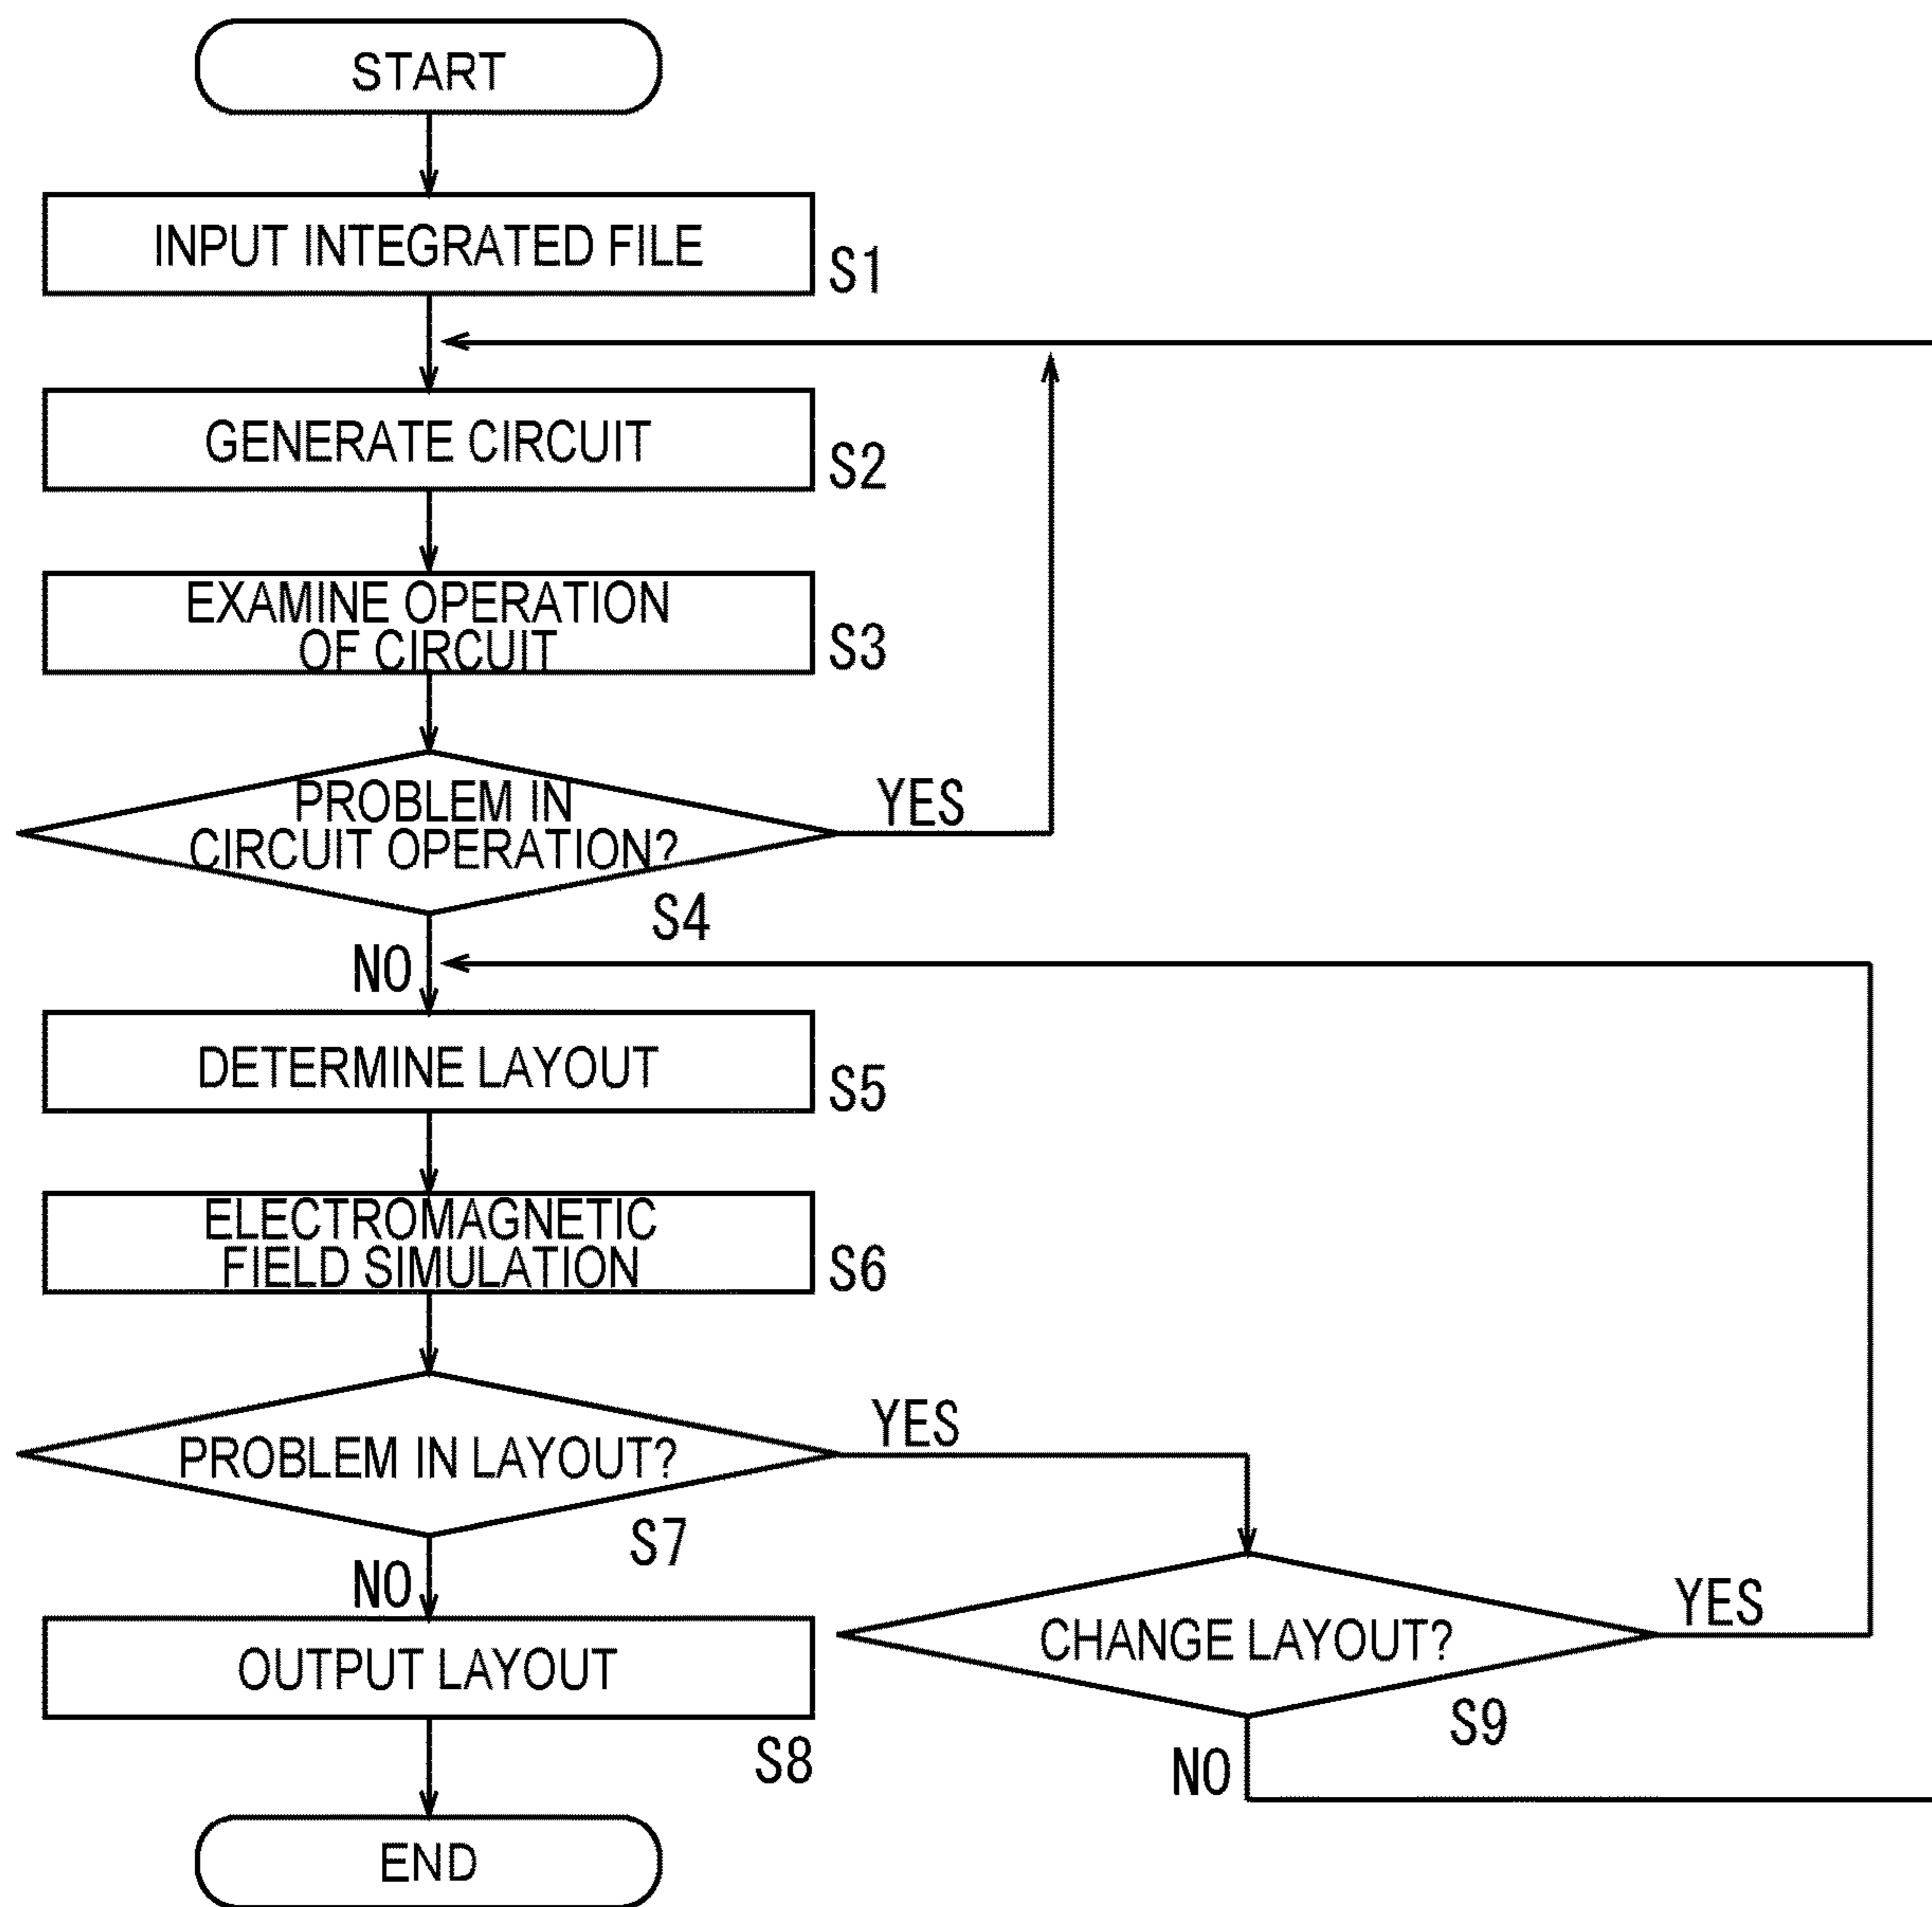 START
INPUT INTEGRATED FILE
S1
GENERATE CIRCUIT
S2
EXAMINE OPERATION
OF CIRCUIT
S3
PROBLEM IN
CIRCUIT OPERATION?
YES
S4
NO
DETERMINE LAYOUT
S5
ELECTROMAGNETIC
FIELD SIMULATION
S6
PROBLEM IN LAYOUT?
YES
S7
NO
OUTPUT LAYOUT
S8
CHANGE LAYOUT?
YES
S9
NO
END